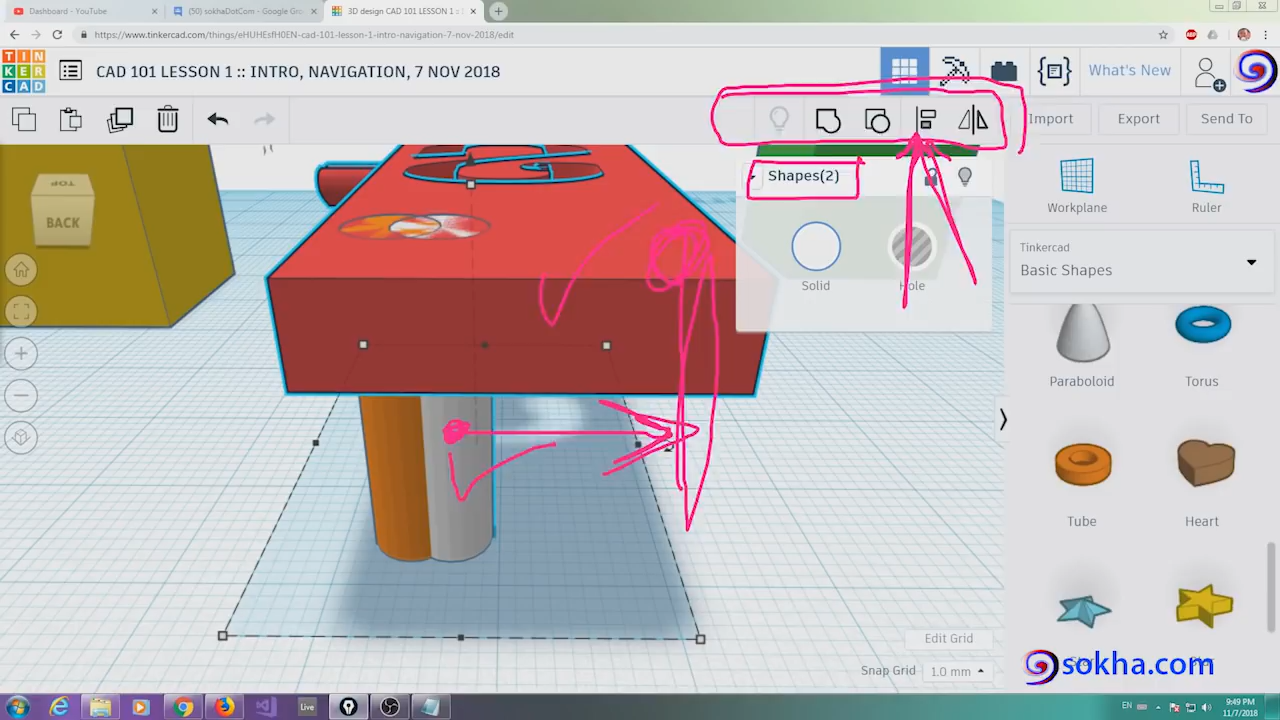 Dashboard - YouTube
(50) sokhaDotCom - Google Gro
3D design CAD 101 LESSON 1 ::
https://www.tinkercad.com/things/eHUHEsfH0EN-cad-101-lesson-1-intro-navigation-7-nov-2018/edit
TIN
KER
CAD
CAD 101 LESSON 1 :: INTRO, NAVIGATION, 7 NOV 2018
What's New
Import
Export
Send To
Shapes(2)
Solid
Hole
TOP
BACK
Workplane
Ruler
Tinkercad
Basic Shapes
Paraboloid
Torus
Tube
Heart
Edit Grid
Snap Grid
1.0 mm
sokha.com
Live
EN
9:49 PM
11/7/2018